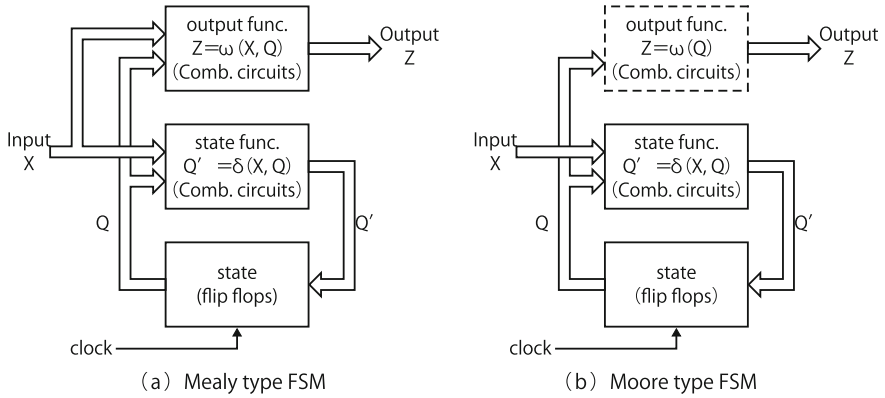 output func.
Z=ω (X, Q)
(Comb. circuits)
Output
Z
Input
X
state func.
Q′ =δ (X, Q)
(Comb. circuits)
Q
Q′
state
(flip flops)
clock
(a) Mealy type FSM
output func.
Z=ω (Q)
(Comb. circuits)
Output
Z
Input
X
state func.
Q′ =δ (X, Q)
(Comb. circuits)
Q
Q′
state
(flip flops)
clock
(b) Moore type FSM